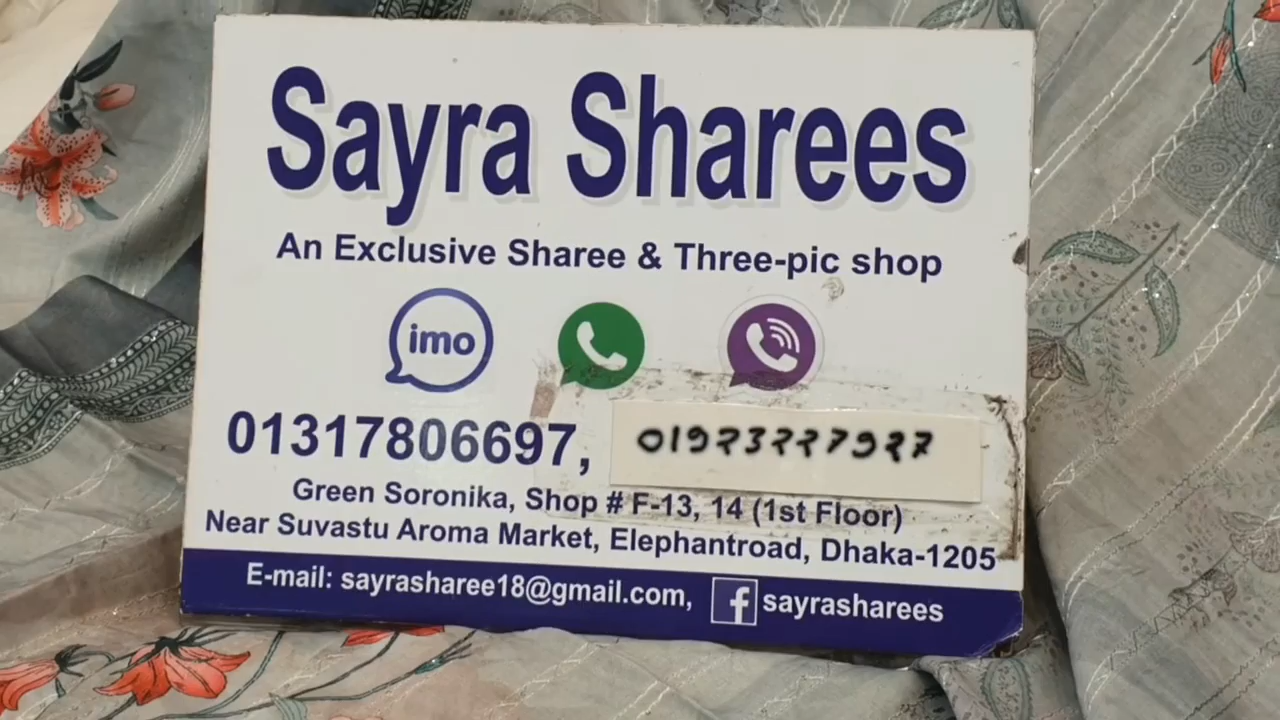 Sayra Sharees
An Exclusive Sharee & Three-pic shop
imo
01317806697,
Green Soronika, Shop # F-13, 14 (1st Floor)
Near Suvastu Aroma Market, Elephantroad, Dhaka-1205
E-mail: sayrasharee18@gmail.com, f sayrasharees